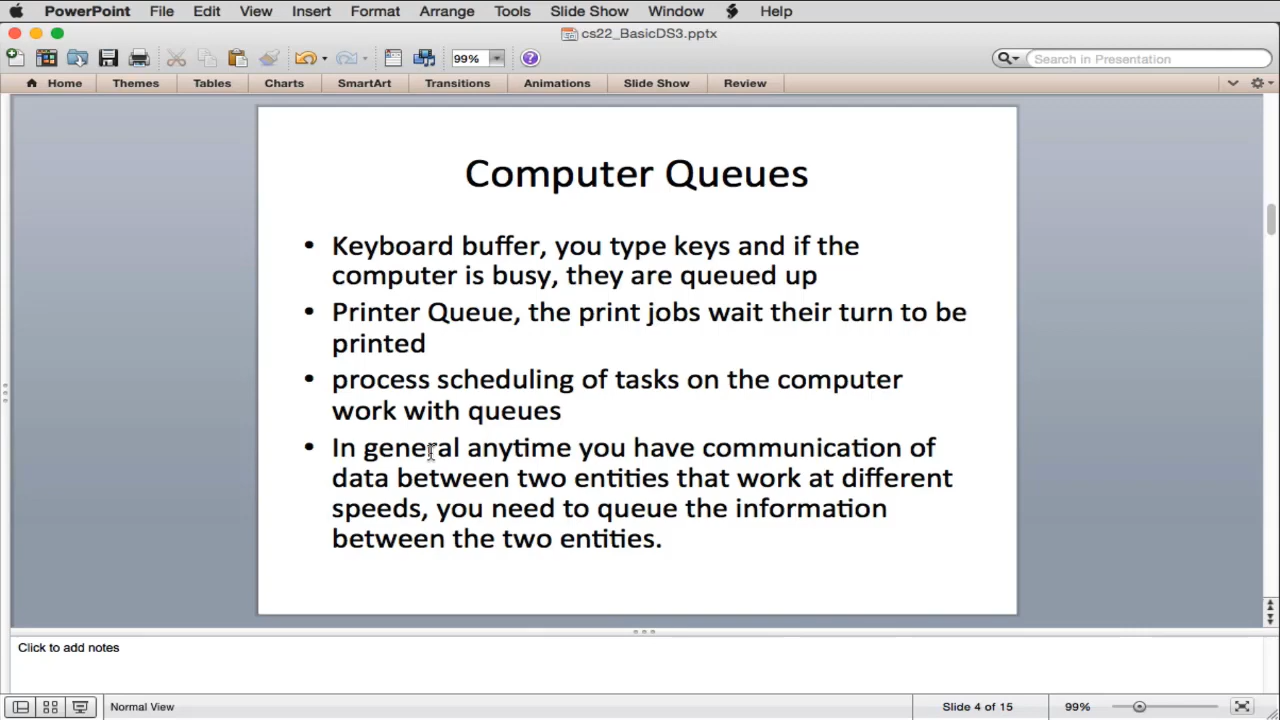 PowerPoint File Edit View Insert Format Arrange Tools Slide Show Window Help
cs22_BasicDS3.pptx
99% Search in Presentation
Home Themes Tables Charts SmartArt Transitions Animations Slide Show Review
Computer Queues
• Keyboard buffer, you type keys and if the
computer is busy, they are queued up
• Printer Queue, the print jobs wait their turn to be
printed
• process scheduling of tasks on the computer
work with queues
• In general anytime you have communication of
data between two entities that work at different
speeds, you need to queue the information
between the two entities.
Click to add notes
Normal View Slide 4 of 15 99%